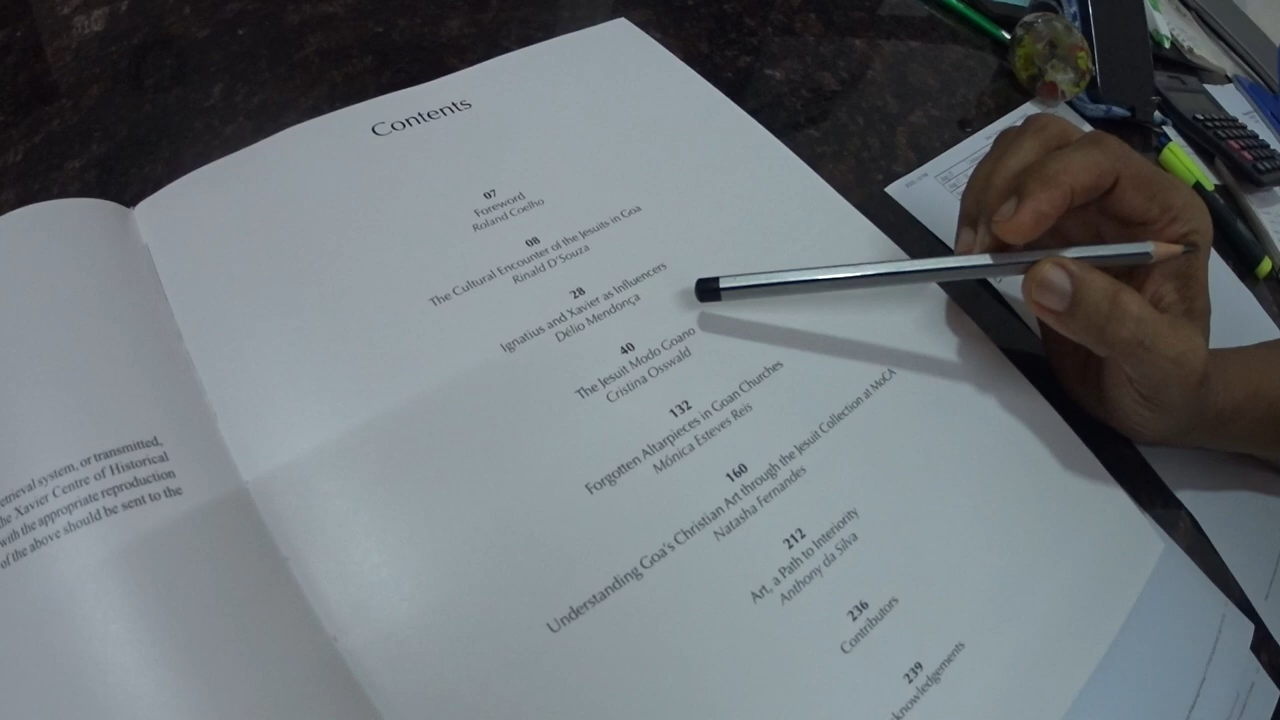 etrieval system, or transmitted,
he Xavier Centre of Historical
with the appropriate reproduction
of the above should be sent to the
Contents
07
Foreword
Roland Coelho
08
The Cultural Encounter of the Jesuits in Goa
Rinald D'Souza
28
Ignatius and Xavier as Influencers
Délio Mendonça
40
The Jesuit Modo Goano
Cristina Osswald
132
Forgotten Altarpieces in Goan Churches
Mónica Esteves Reis
160
Understanding Goa's Christian Art through the Jesuit Collection at MoCA
Natasha Fernandes
212
Art, a Path to Interiority
Anthony da Silva
236
Contributors
239
knowledgements